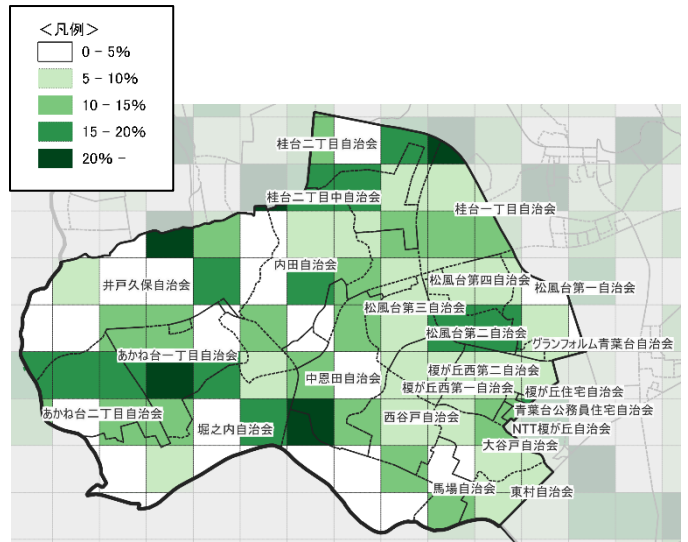 ＜凡例＞
0 - 5%
5 - 10%
10 - 15%
15 - 20%
20% -
桂台二丁目自治会
桂台二丁目中自治会
桂台一丁目自治会
内田自治会
井戸久保自治会
松風台第四自治会
松風台第一自治会
松風台第三自治会
松風台第二自治会
グランフォルム青葉台自治会
あかね台一丁目自治会
中恩田自治会
榎が丘西第二自治会
榎が丘西第一自治会
榎が丘住宅自治会
あかね台二丁目自治会
西谷戸自治会
青葉台公務員住宅自治会
堀之内自治会
NTT榎が丘自治会
大谷戸自治会
馬場自治会
東村自治会